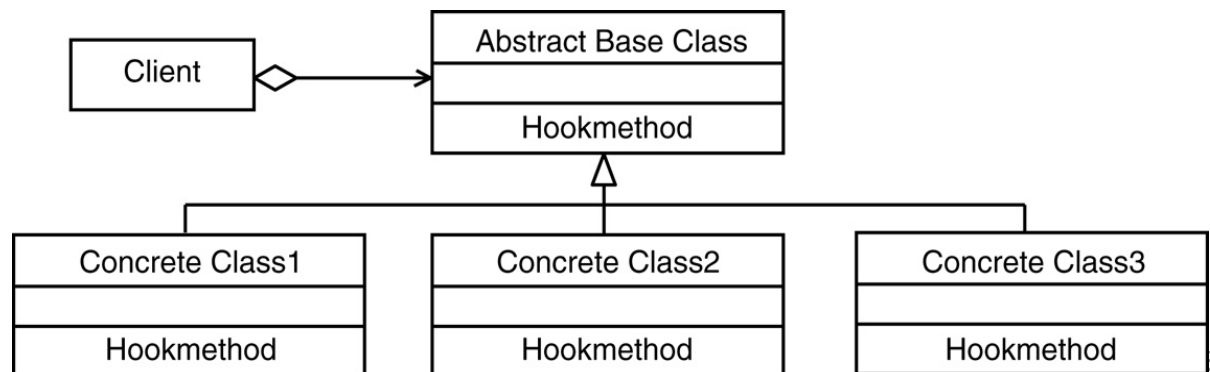 Client
Abstract Base Class
Hookmethod
Concrete Class1
Hookmethod
Concrete Class2
Hookmethod
Concrete Class3
Hookmethod